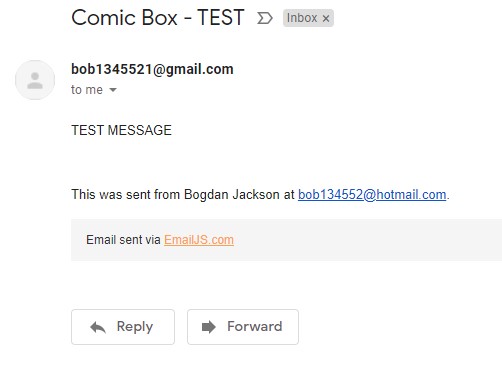 Comic Box - TEST Inbox ×
bob1345521@gmail.com
to me
TEST MESSAGE
This was sent from Bogdan Jackson at bob134552@hotmail.com.
Email sent via EmailJS.com
Reply Forward